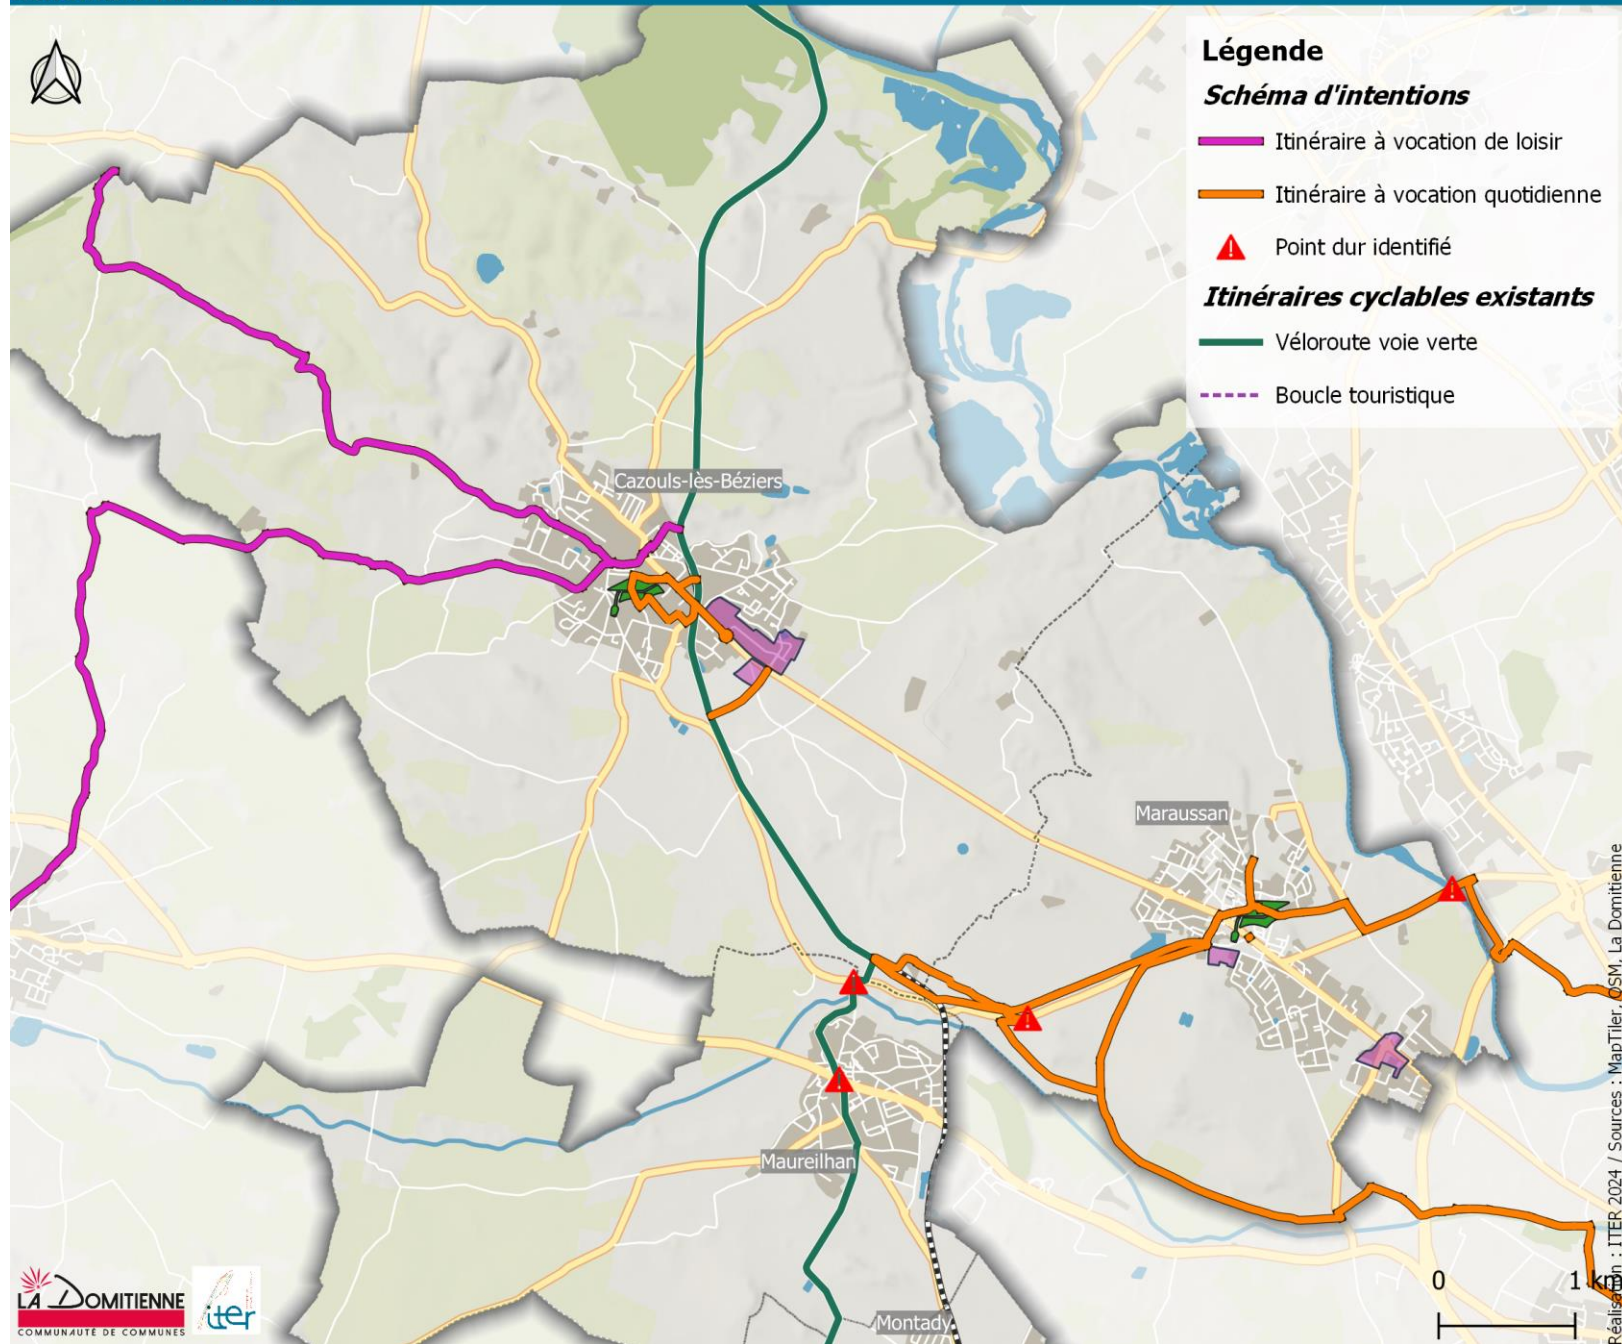 N
Légende
Schéma d'intentions
Itinéraire à vocation de loisir
Itinéraire à vocation quotidienne
Point dur identifié
Itinéraires cyclables existants
Véloroute voie verte
Boucle touristique
Cazouls-lès-Béziers
Maraussan
Maureilhan
Montady
0 1 km
LA DOMITIENNE
COMMUNAUTÉ DE COMMUNES
iter
Réalisation : ITER 2024 / Sources : MapTiler, OSM, La Domitienne